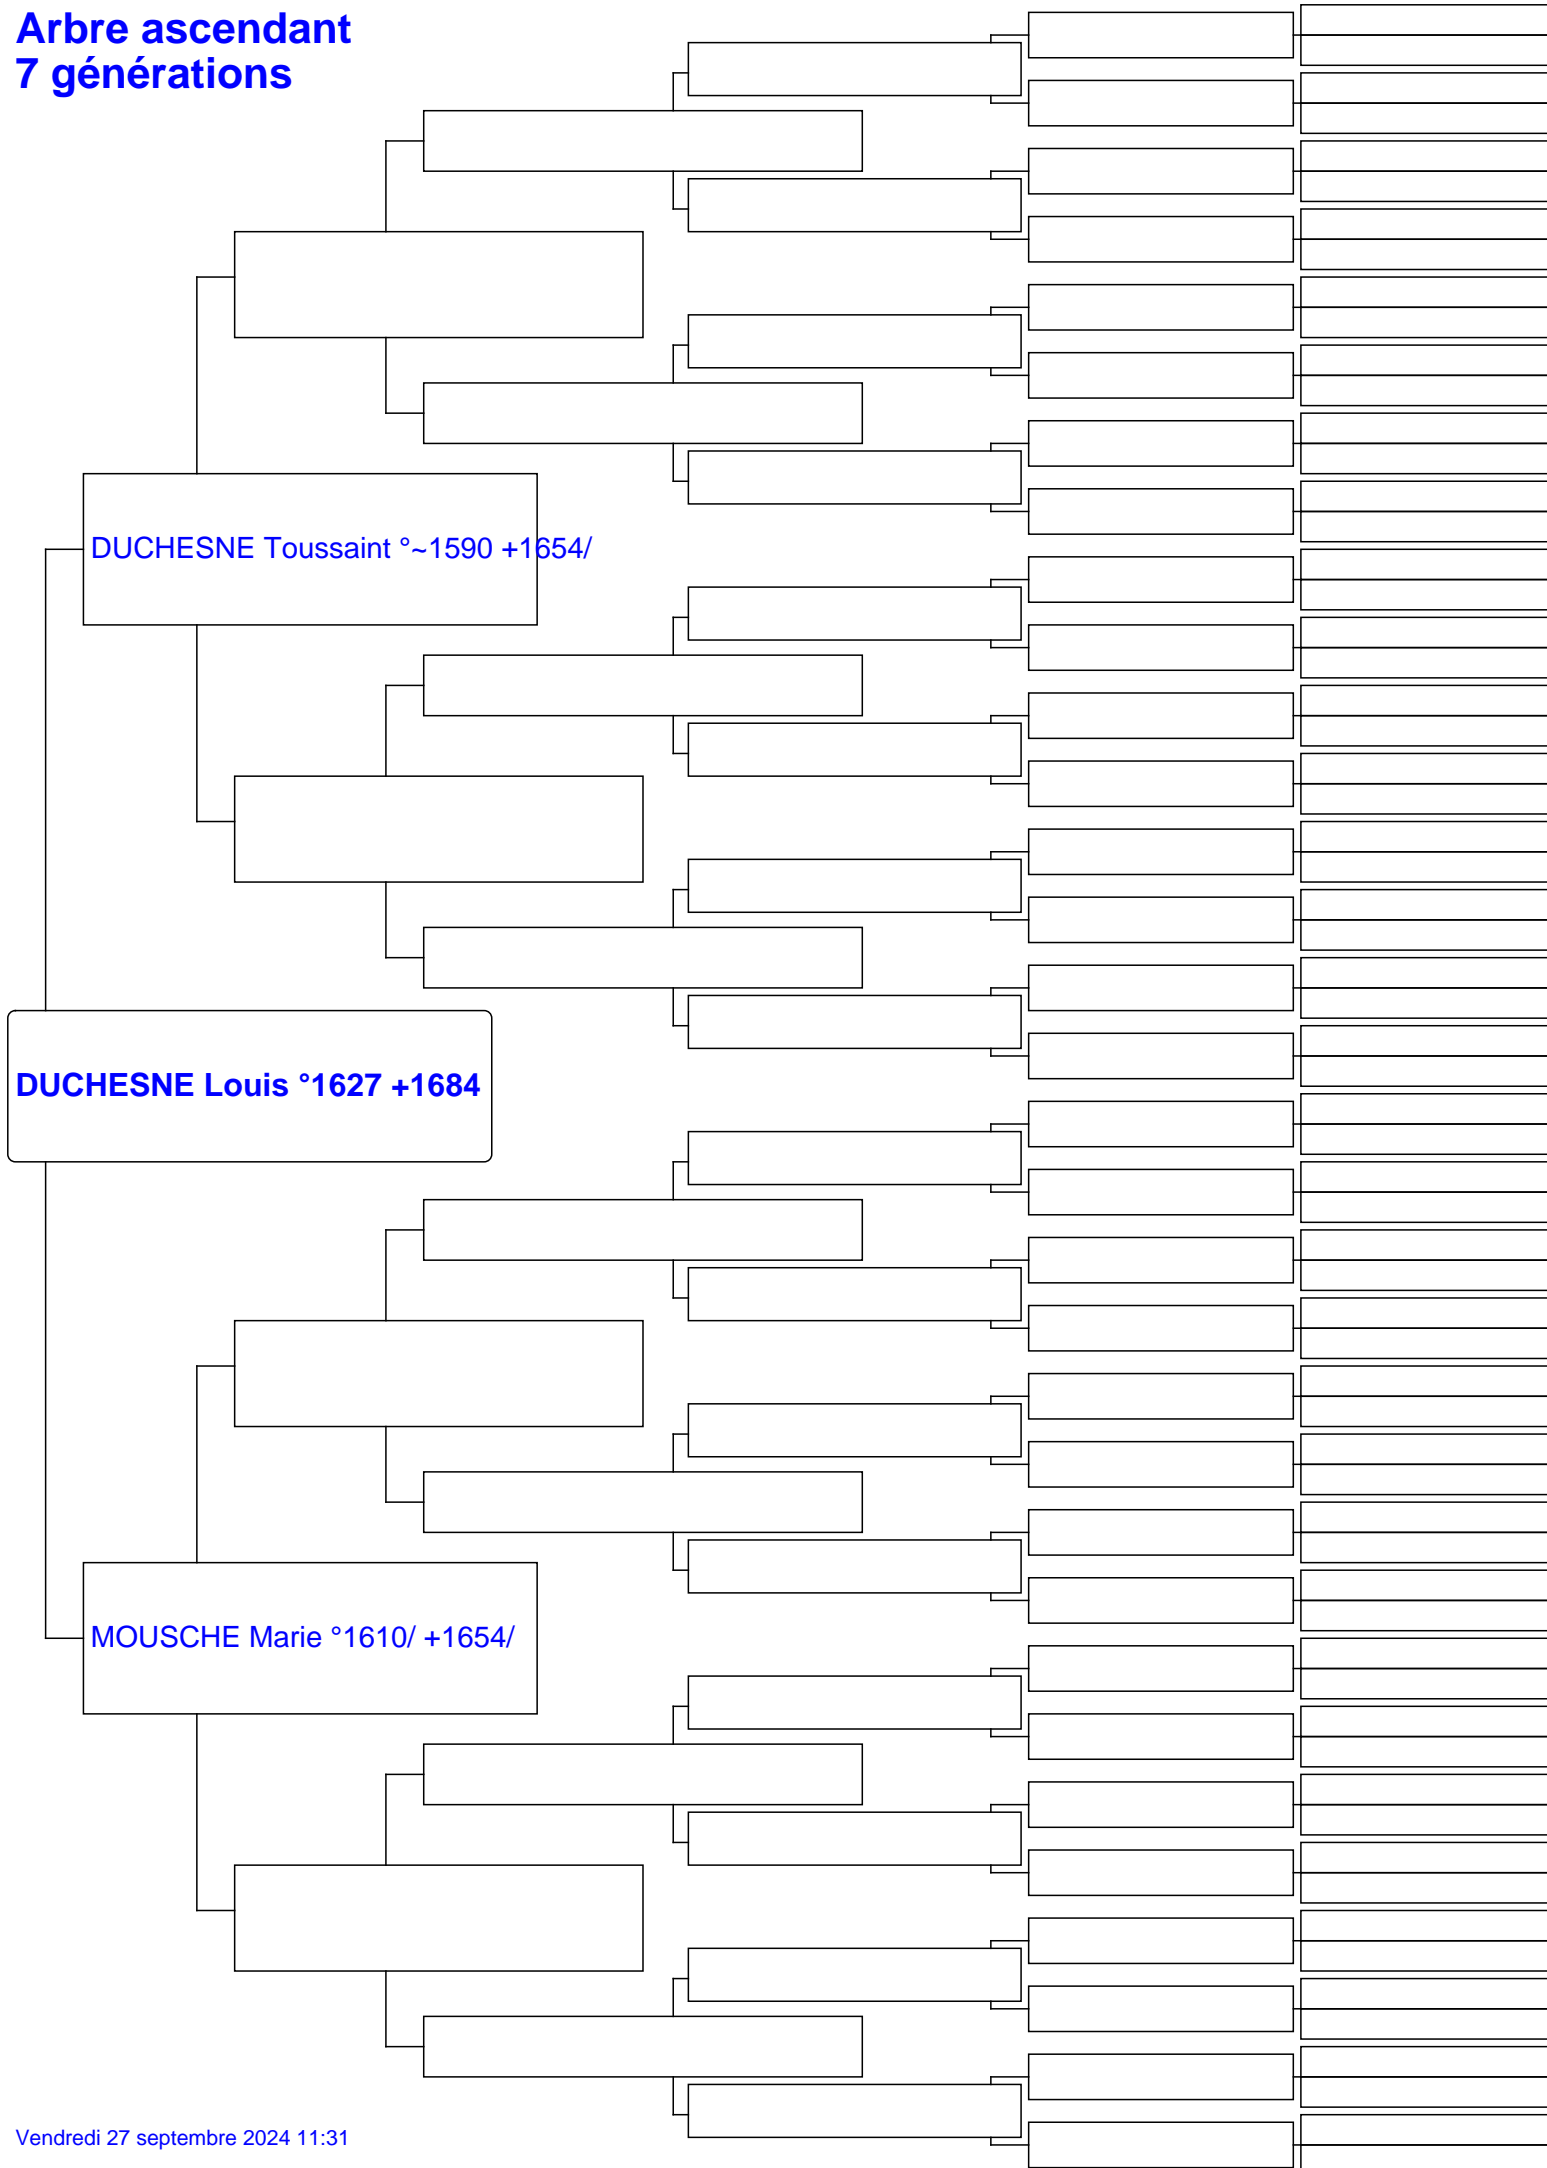 Arbre ascendant
7 générations
DUCHESNE Toussaint °~1590 +1654/
DUCHESNE Louis °1627 +1684
MOUSCHE Marie °1610/ +1654/
Vendredi 27 septembre 2024 11:31